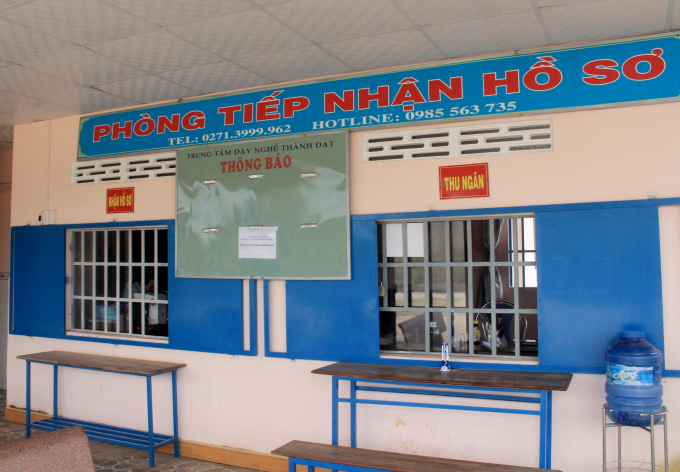 PHÒNG TIẾP NHẬN HỒ SƠ
TEL: 0271.3999.962 HOTLINE: 0985 563 735
TRUNG TÂM DẠY NGHỀ THÀNH ĐẠT
THÔNG BÁO
NHẬN HỒ SƠ
THU NGÂN